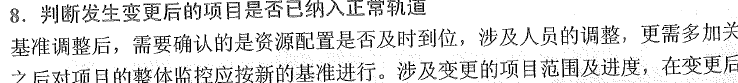 8．判断发生变更后的项目是否已纳入正常轨道
基准调整后，需要确认的是资源配置是否及时到位，涉及人员的调整，更需多加关
之后对项目的整体监控应按新的基准进行。涉及变更的项目范围及进度，在变更后